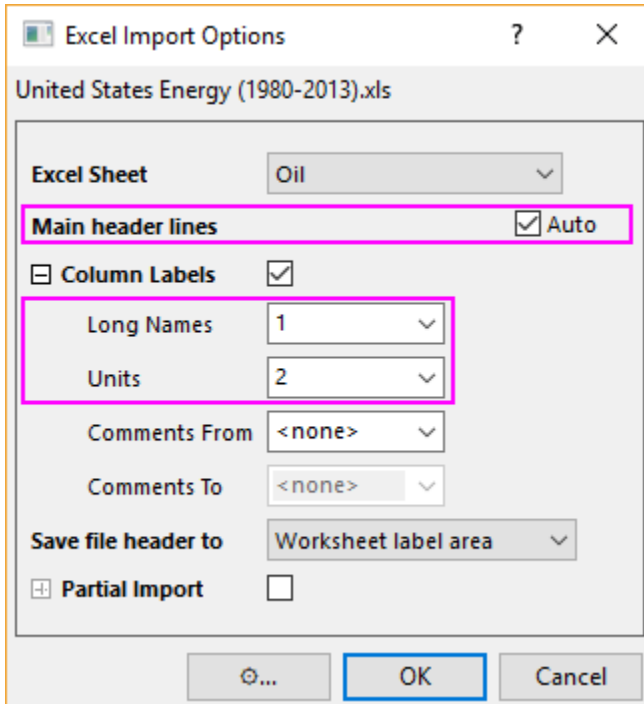 Excel Import Options ?
United States Energy (1980-2013).xls
Excel Sheet Oil
Main header lines Auto
Column Labels
Long Names 1
Units 2
Comments From <none>
Comments To <none>
Save file header to Worksheet label area
Partial Import
... OK Cancel